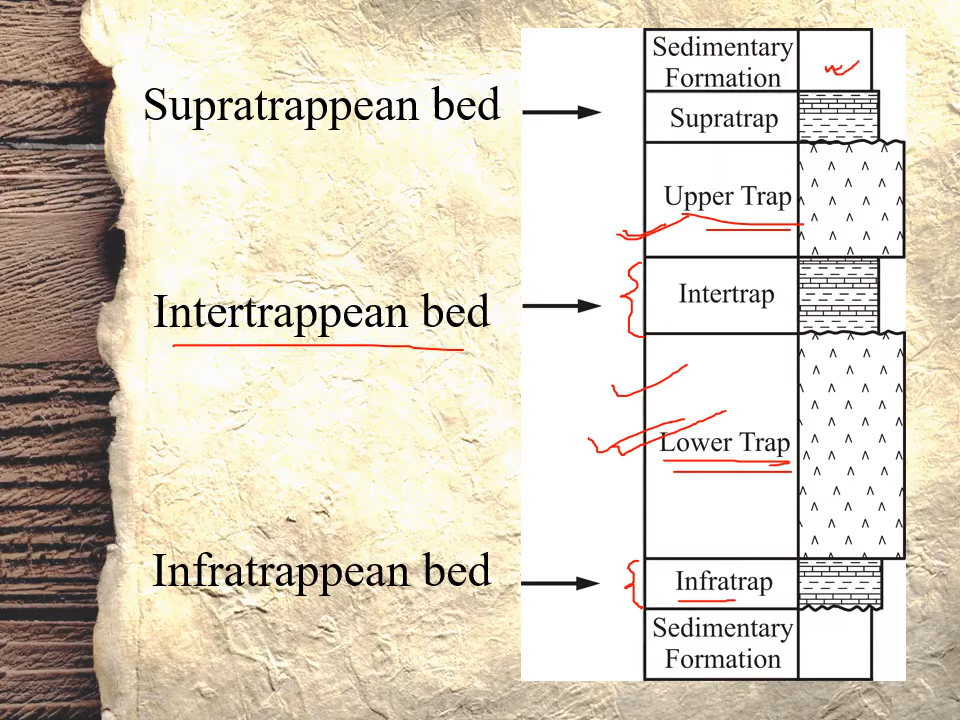 Sedimentary
Formation
Supratrappean bed
Supratrap
Upper Trap
Intertrappean bed
Intertrap
Lower Trap
Infratrappean bed
Infratrap
Sedimentary
Formation